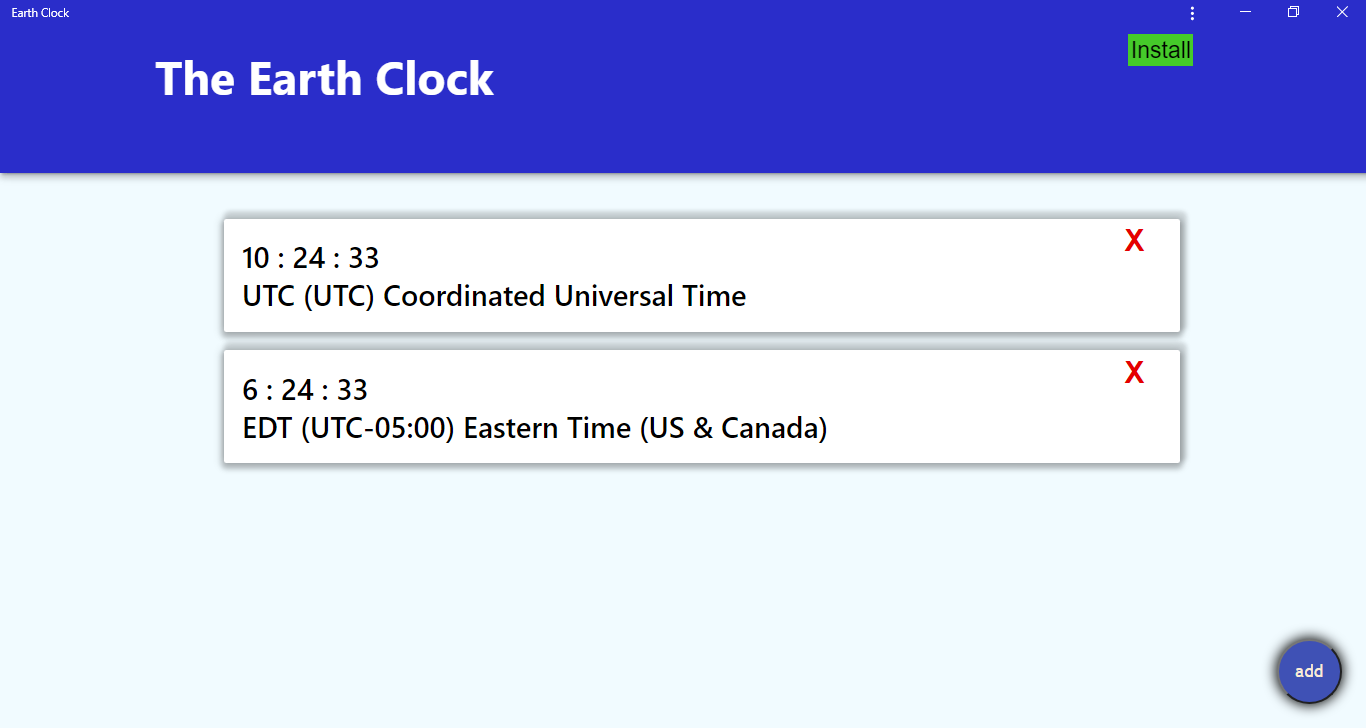 Earth Clock
Install
The Earth Clock
X
10 : 24 : 33
UTC (UTC) Coordinated Universal Time
X
6 : 24 : 33
EDT (UTC-05:00) Eastern Time (US & Canada)
add